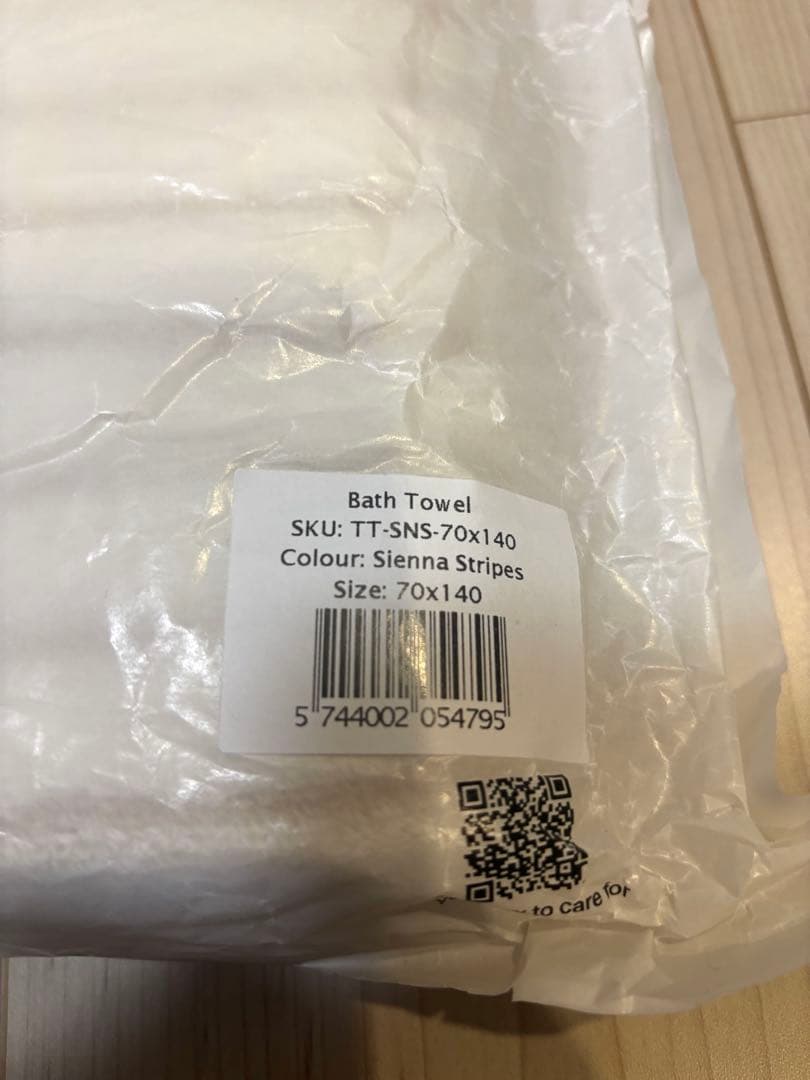 Bath Towel
SKU: TT-SNS-70x140
Colour: Sienna Stripes
Size: 70x140
5 744002 054795
to care for